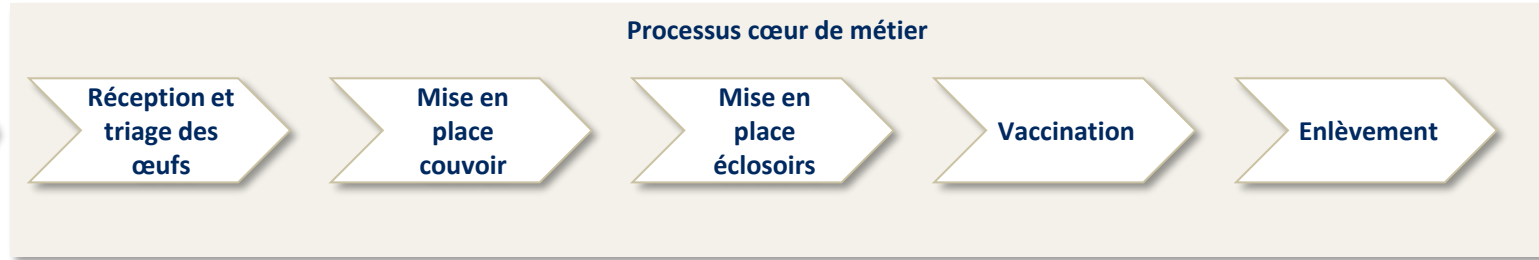 Processus cœur de métier
Réception et
triage des
œufs
Mise en
place
couvoir
Mise en
place
éclosoirs
Vaccination
Enlèvement